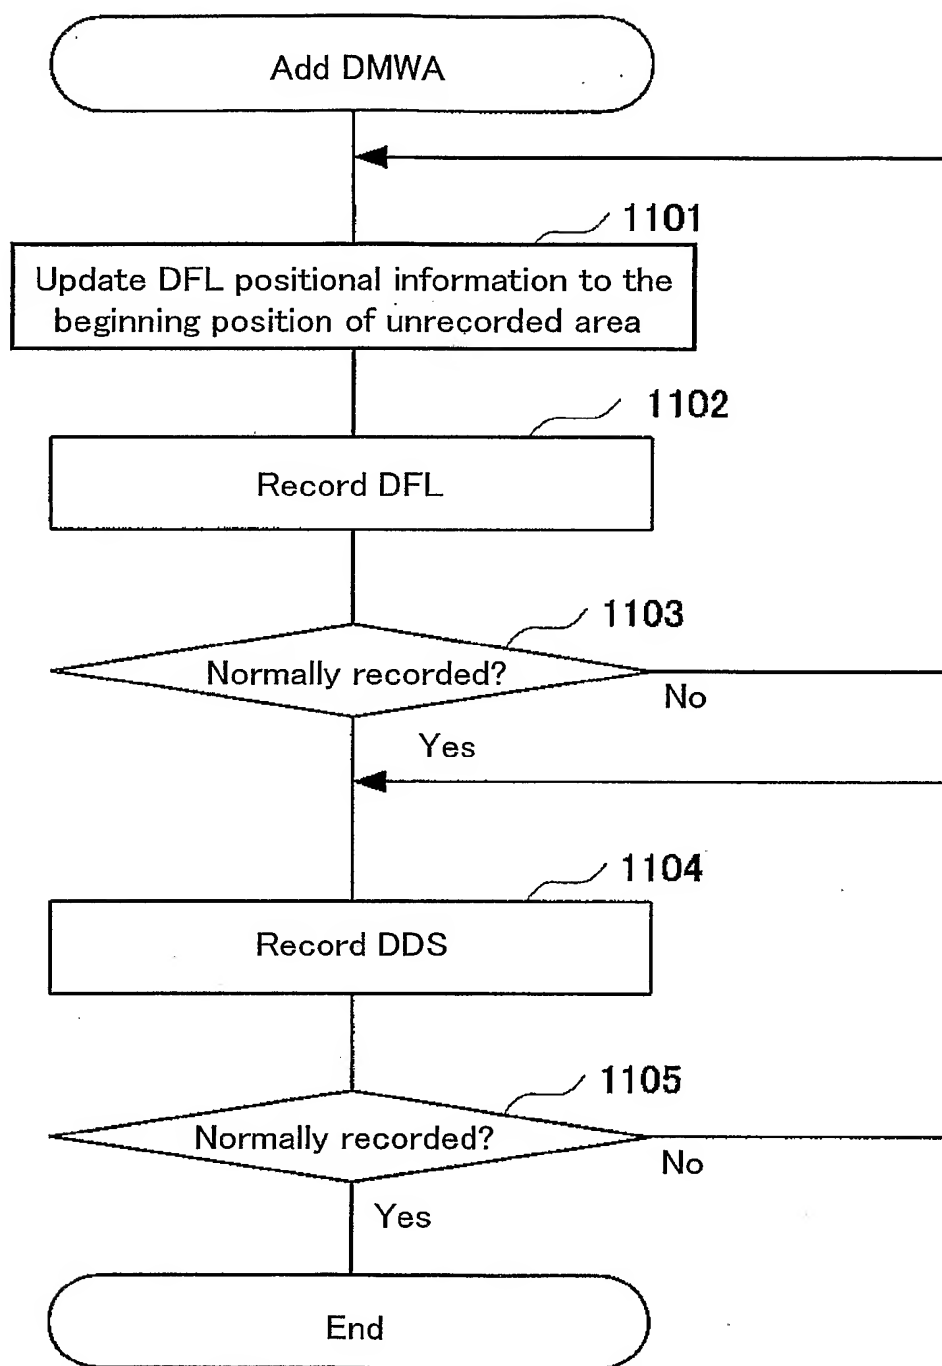 Add DMWA
1101
Update DFL positional information to the
beginning position of unrecorded area
1102
Record DFL
1103
Normally recorded?
No
Yes
1104
Record DDS
1105
Normally recorded?
No
Yes
End